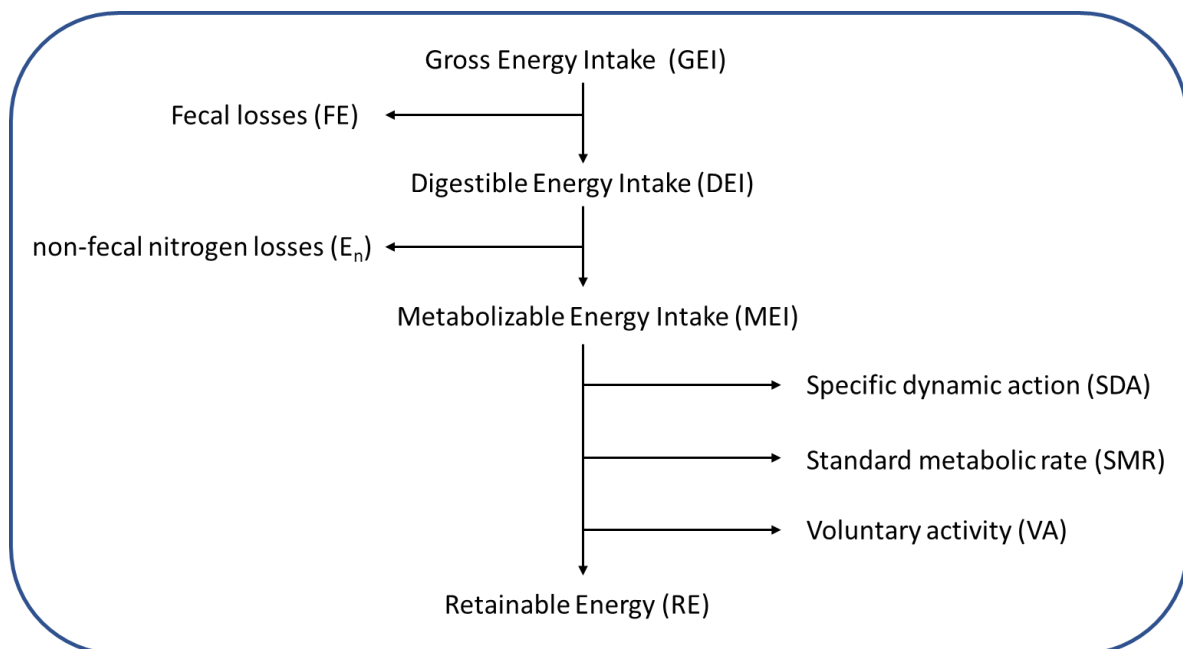 Gross Energy Intake (GEI)
Fecal losses (FE)
Digestible Energy Intake (DEI)
non-fecal nitrogen losses (Eₙ)
Metabolizable Energy Intake (MEI)
Specific dynamic action (SDA)
Standard metabolic rate (SMR)
Voluntary activity (VA)
Retainable Energy (RE)